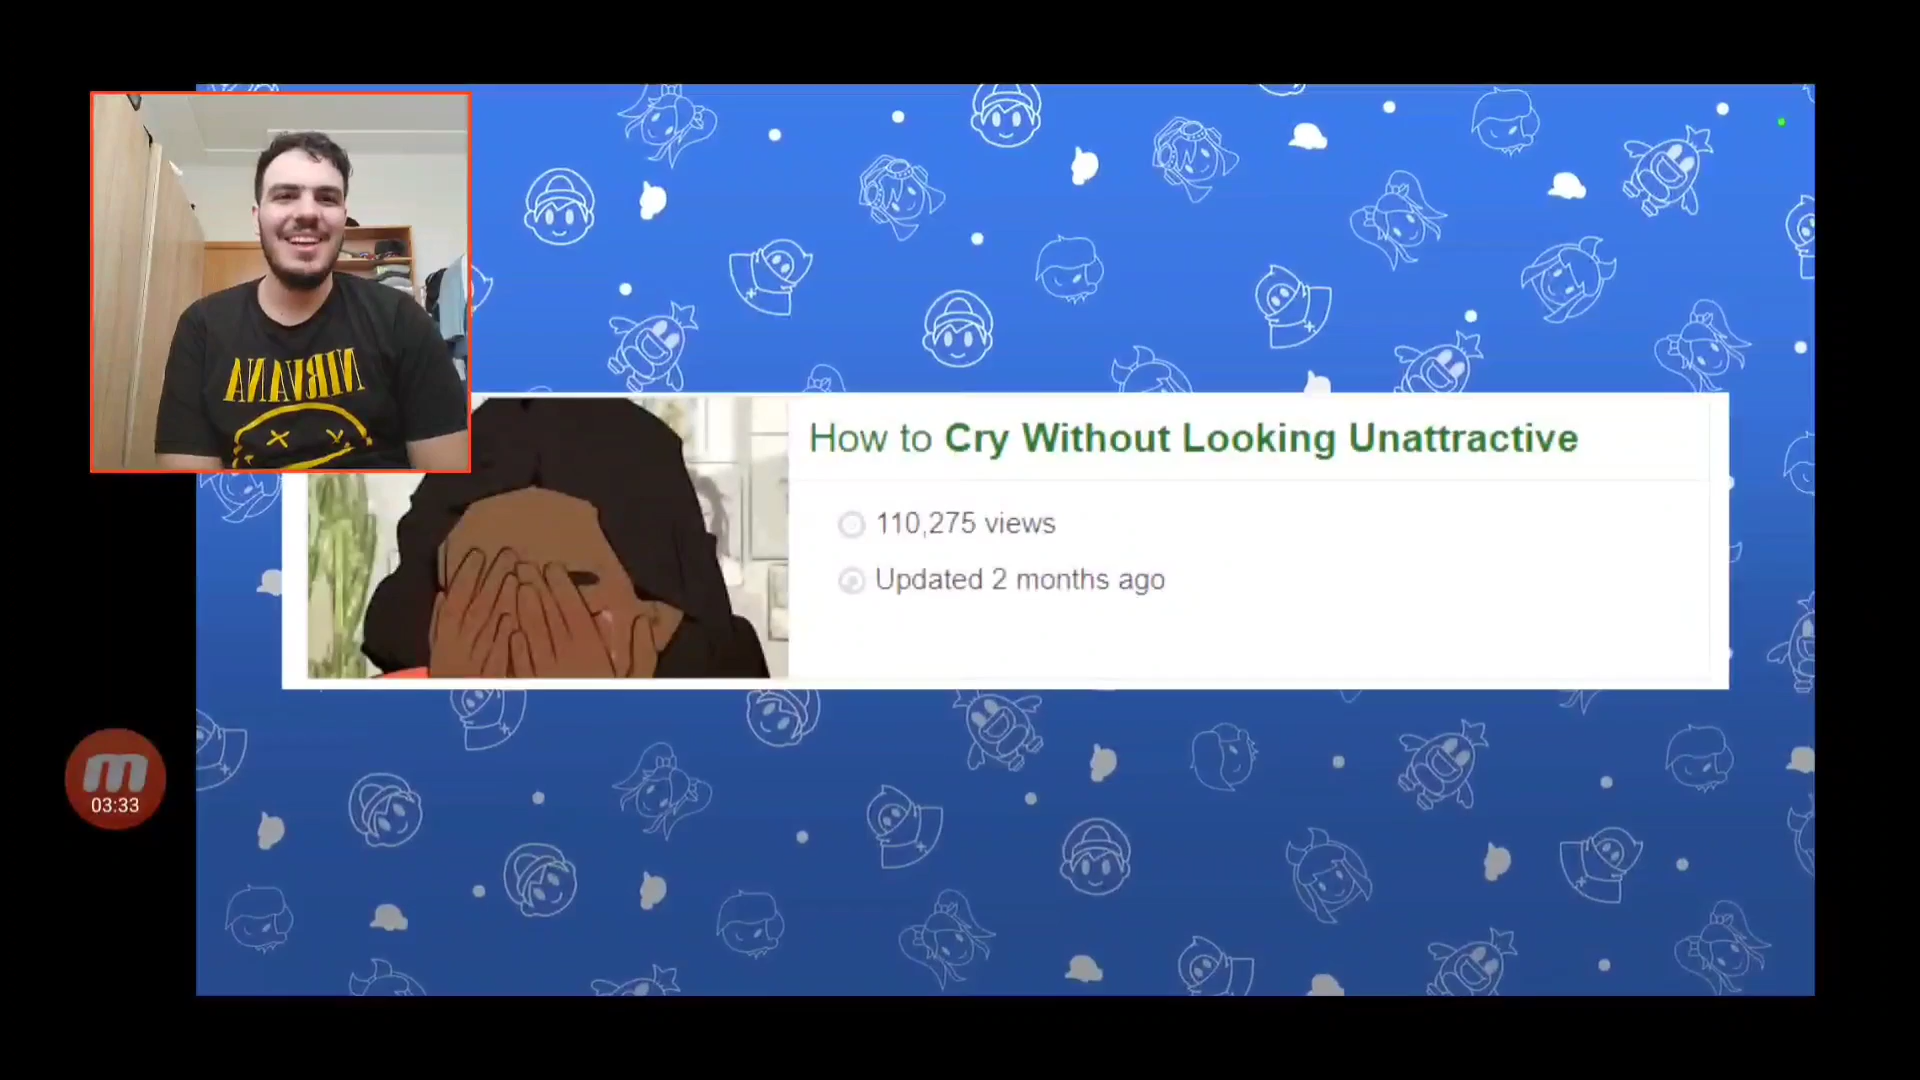 NIRVANA
How to Cry Without Looking Unattractive
110,275 views
Updated 2 months ago
m
03:33